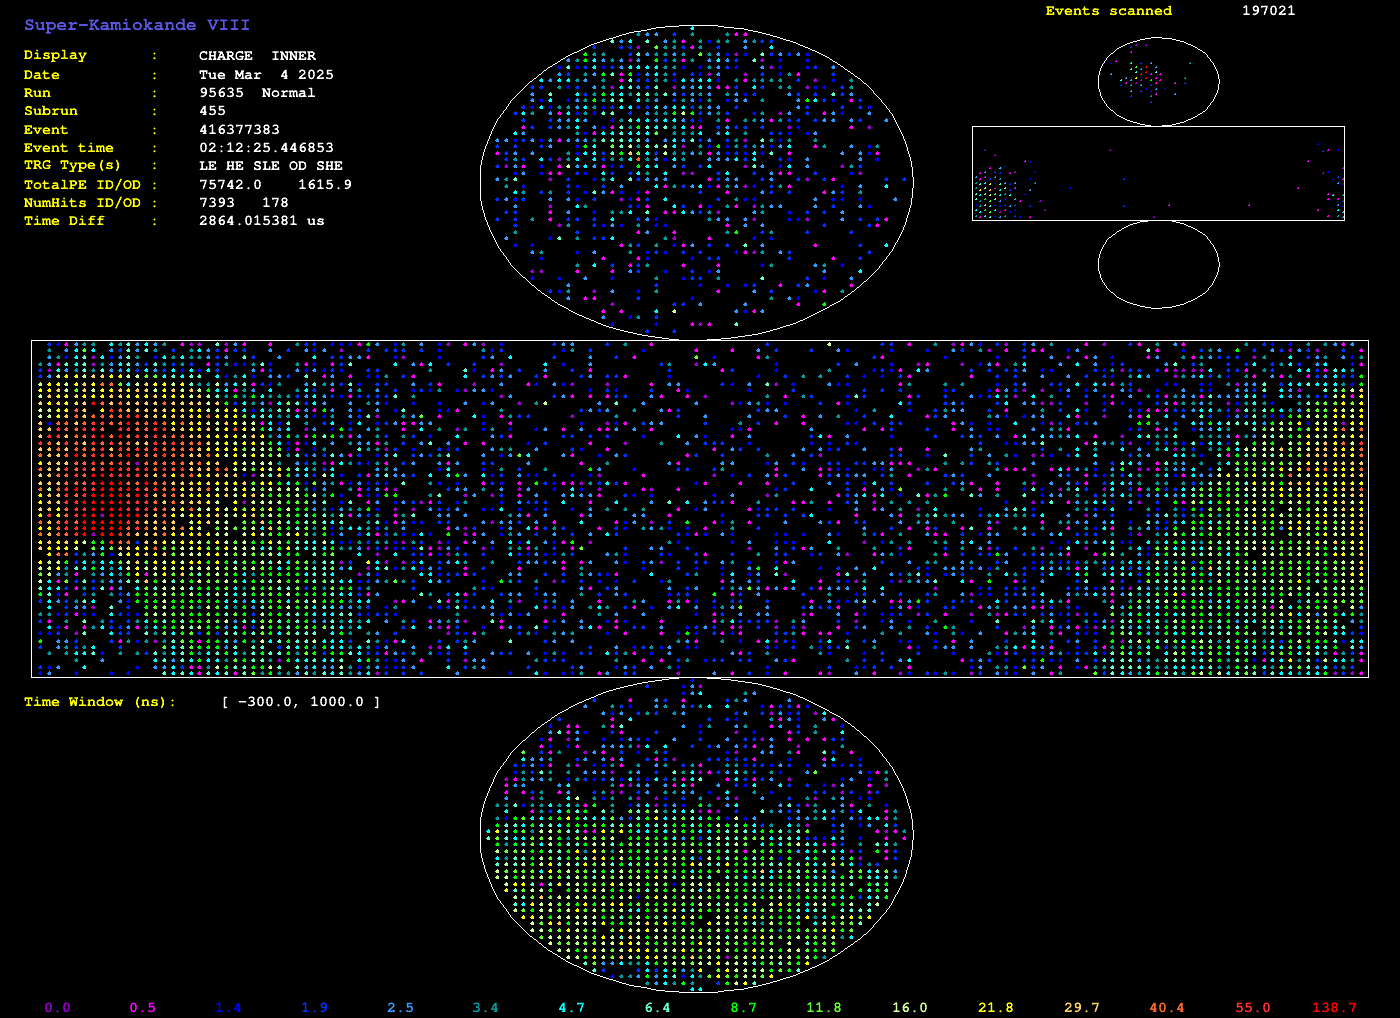 Super-Kamiokande VIII
Events scanned 197021
Display : CHARGE INNER
Date : Tue Mar 4 2025
Run : 95635 Normal
Subrun : 455
Event : 416377383
Event time : 02:12:25.446853
TRG Type(s) : LE HE SLE OD SHE
TotalPE ID/OD : 75742.0 1615.9
NumHits ID/OD : 7393 178
Time Diff : 2864.015381 us
Time Window (ns): [ -300.0, 1000.0 ]
0.0 0.5 1.4 1.9 2.5 3.4 4.7 6.4 8.7 11.8 16.0 21.8 29.7 40.4 55.0 138.7